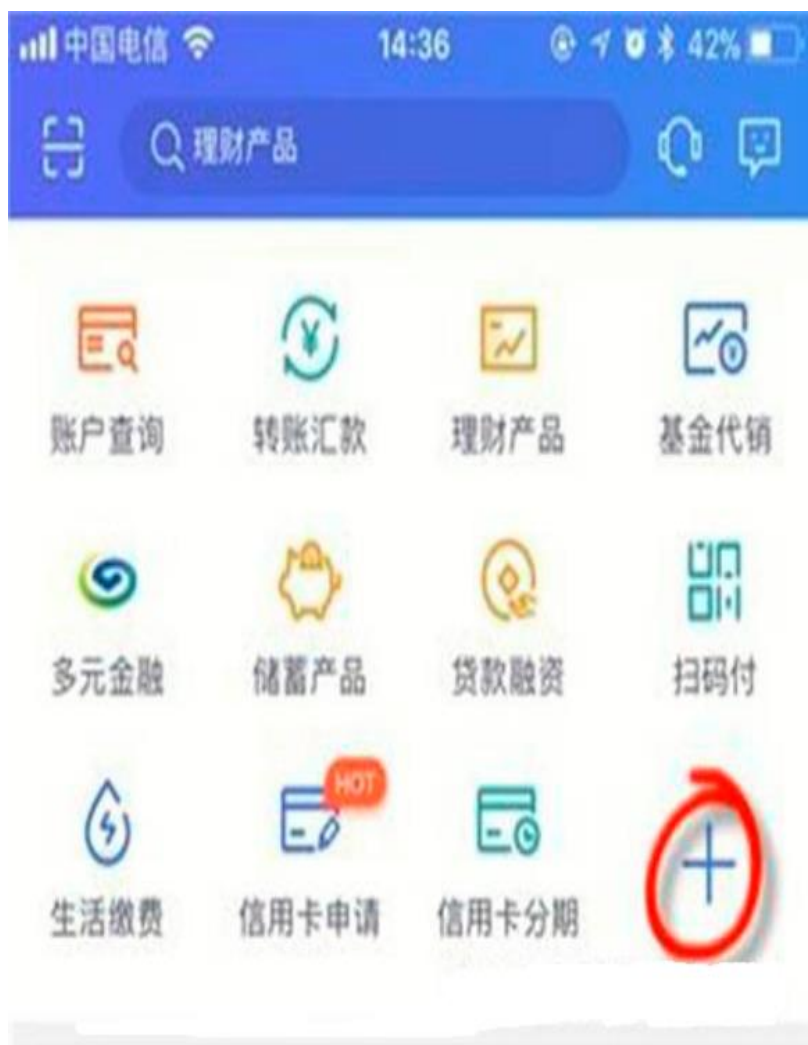 中国电信 14:36 42%
理财产品
账户查询 转账汇款 理财产品 基金代销
多元金融 储蓄产品 贷款融资 扫码付
HOT
生活缴费 信用卡申请 信用卡分期